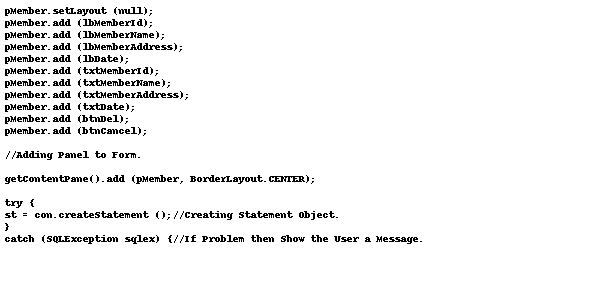 pMember.setLayout (null);
pMember.add (lbMemberId);
pMember.add (lbMemberName);
pMember.add (lbMemberAddress);
pMember.add (lbDate);
pMember.add (txtMemberId);
pMember.add (txtMemberName);
pMember.add (txtMemberAddress);
pMember.add (txtDate);
pMember.add (btnDel);
pMember.add (btnCancel);
//Adding Panel to Form.
getContentPane().add (pMember, BorderLayout.CENTER);
try {
st = con.createStatement ();//Creating Statement Object.
}
catch (SQLException sqlex) {//If Problem then Show the User a Message.